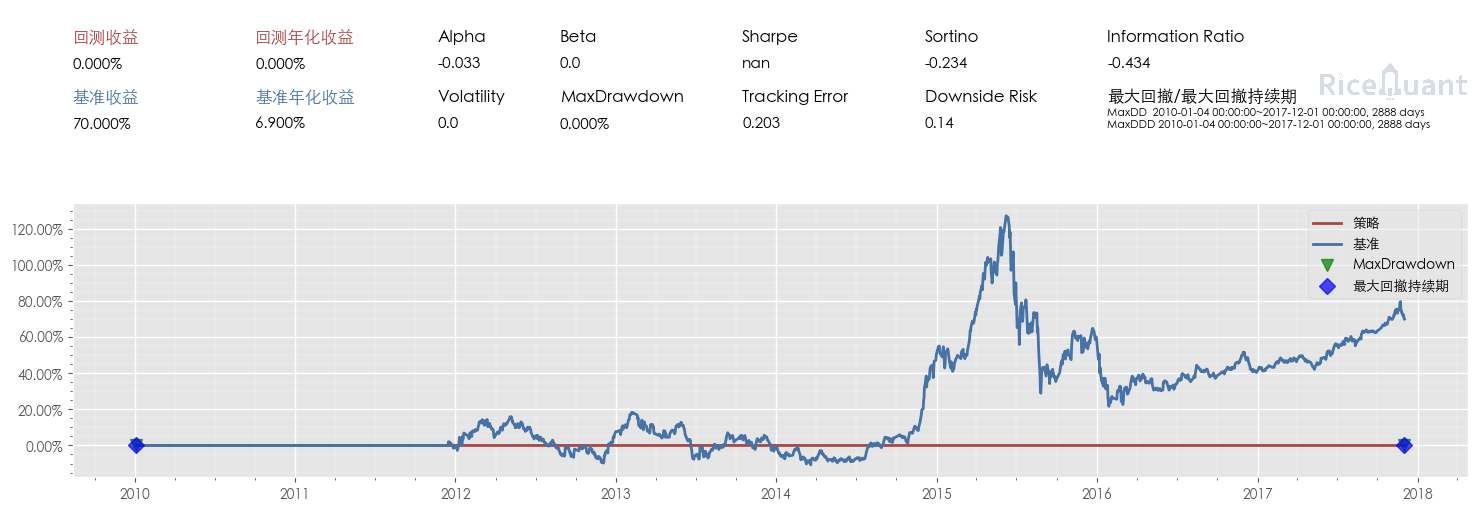 回测收益 回测年化收益 Alpha Beta Sharpe Sortino Information Ratio
0.000% 0.000% -0.033 0.0 nan -0.234 -0.434
RiceQuant
基准收益 基准年化收益 Volatility MaxDrawdown Tracking Error Downside Risk 最大回撤/最大回撤持续期
70.000% 6.900% 0.0 0.000% 0.203 0.14 MaxDD 2010-01-04 00:00:00~2017-12-01 00:00:00, 2888 days
MaxDDD 2010-01-04 00:00:00~2017-12-01 00:00:00, 2888 days
策略
基准
MaxDrawdown
最大回撤持续期
120.00%
100.00%
80.00%
60.00%
40.00%
20.00%
0.00%
2010 2011 2012 2013 2014 2015 2016 2017 2018